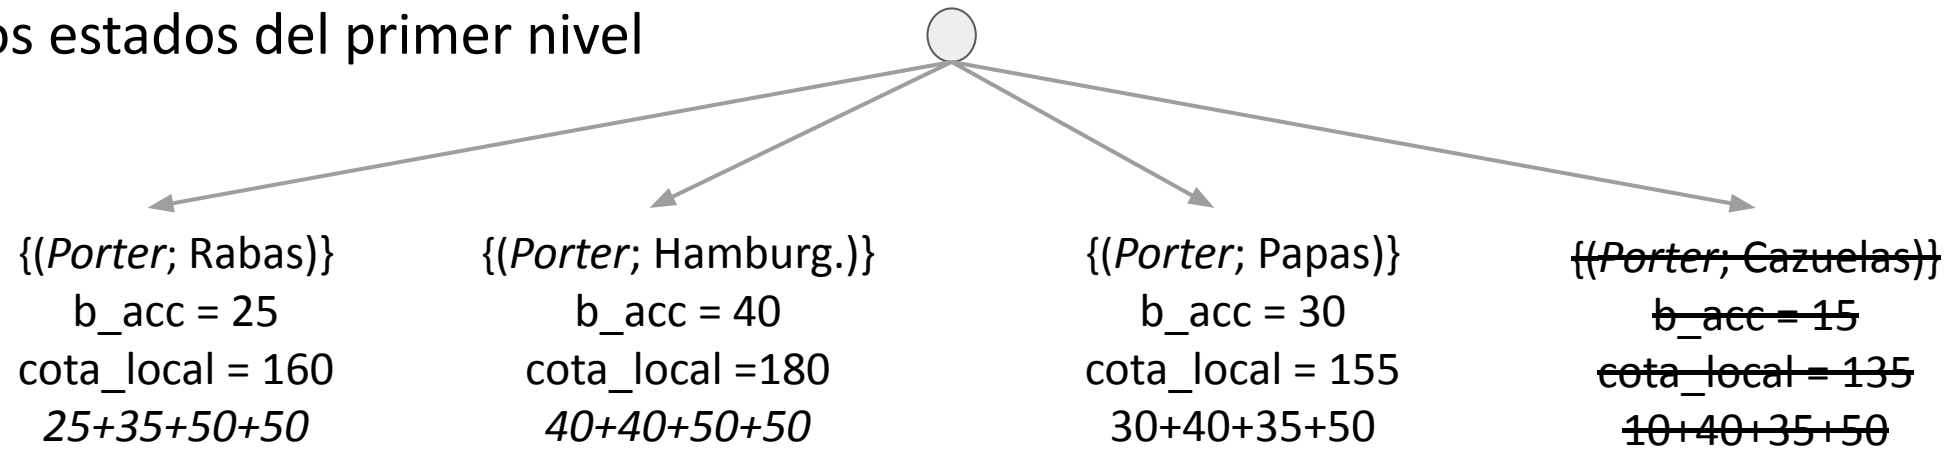 os estados del primer nivel
{(Porter; Rabas)}
b_acc = 25
cota_local = 160
25+35+50+50
{(Porter; Hamburg.)}
b_acc = 40
cota_local =180
40+40+50+50
{(Porter; Papas)}
b_acc = 30
cota_local = 155
30+40+35+50
{(Porter; Cazuelas)}
b_acc = 15
cota_local = 135
10+40+35+50